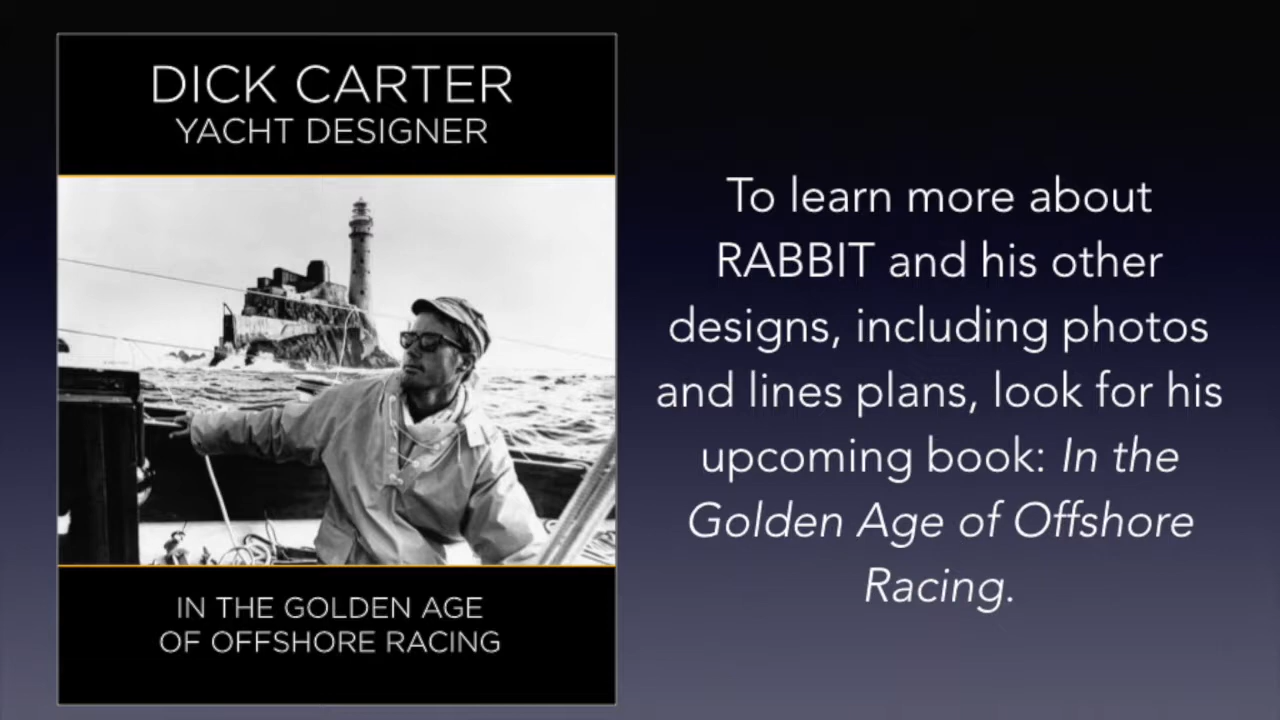 DICK CARTER
YACHT DESIGNER
IN THE GOLDEN AGE
OF OFFSHORE RACING
To learn more about
RABBIT and his other
designs, including photos
and lines plans, look for his
upcoming book: In the
Golden Age of Offshore
Racing.